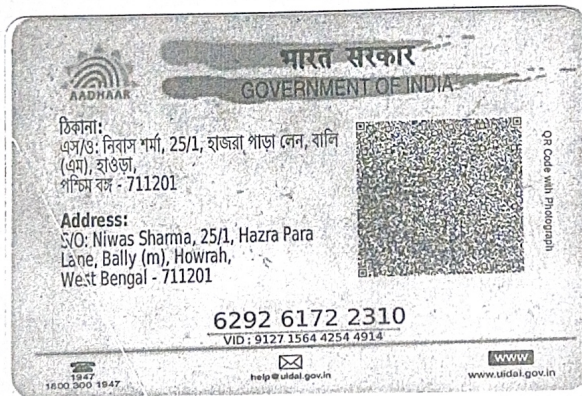 AADHAAR
भारत सरकार
GOVERNMENT OF INDIA
ঠিকানা:
এস/ও: নিবাস শর্মা, 25/1, হাজরা পাড়া লেন, বালি
(এম), হাওড়া,
পশ্চিম বঙ্গ - 711201
Address:
S/O: Niwas Sharma, 25/1, Hazra Para
Lane, Bally (m), Howrah,
West Bengal - 711201
QR Code with Photograph
6292 6172 2310
VID : 9127 1564 4254 4914
1947
1800 300 1947
help@uidai.gov.in
WWW
www.uidai.gov.in